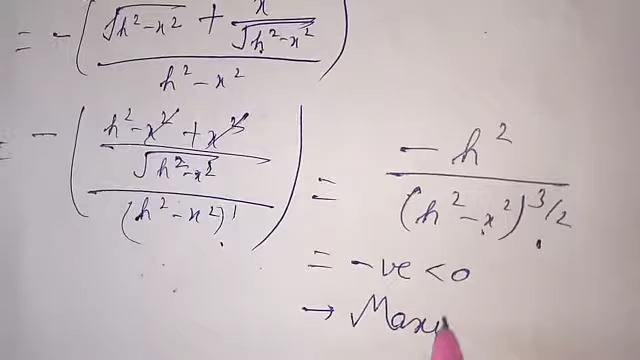 = -( (√h²-x² + x/√h²-x²) / h²-x² )
= -( (h²-x²+x²/√h²-x²) / (h²-x²)¹ ) = -h²/(h²-x²)^3/2
= -ve < 0
→ Maxi